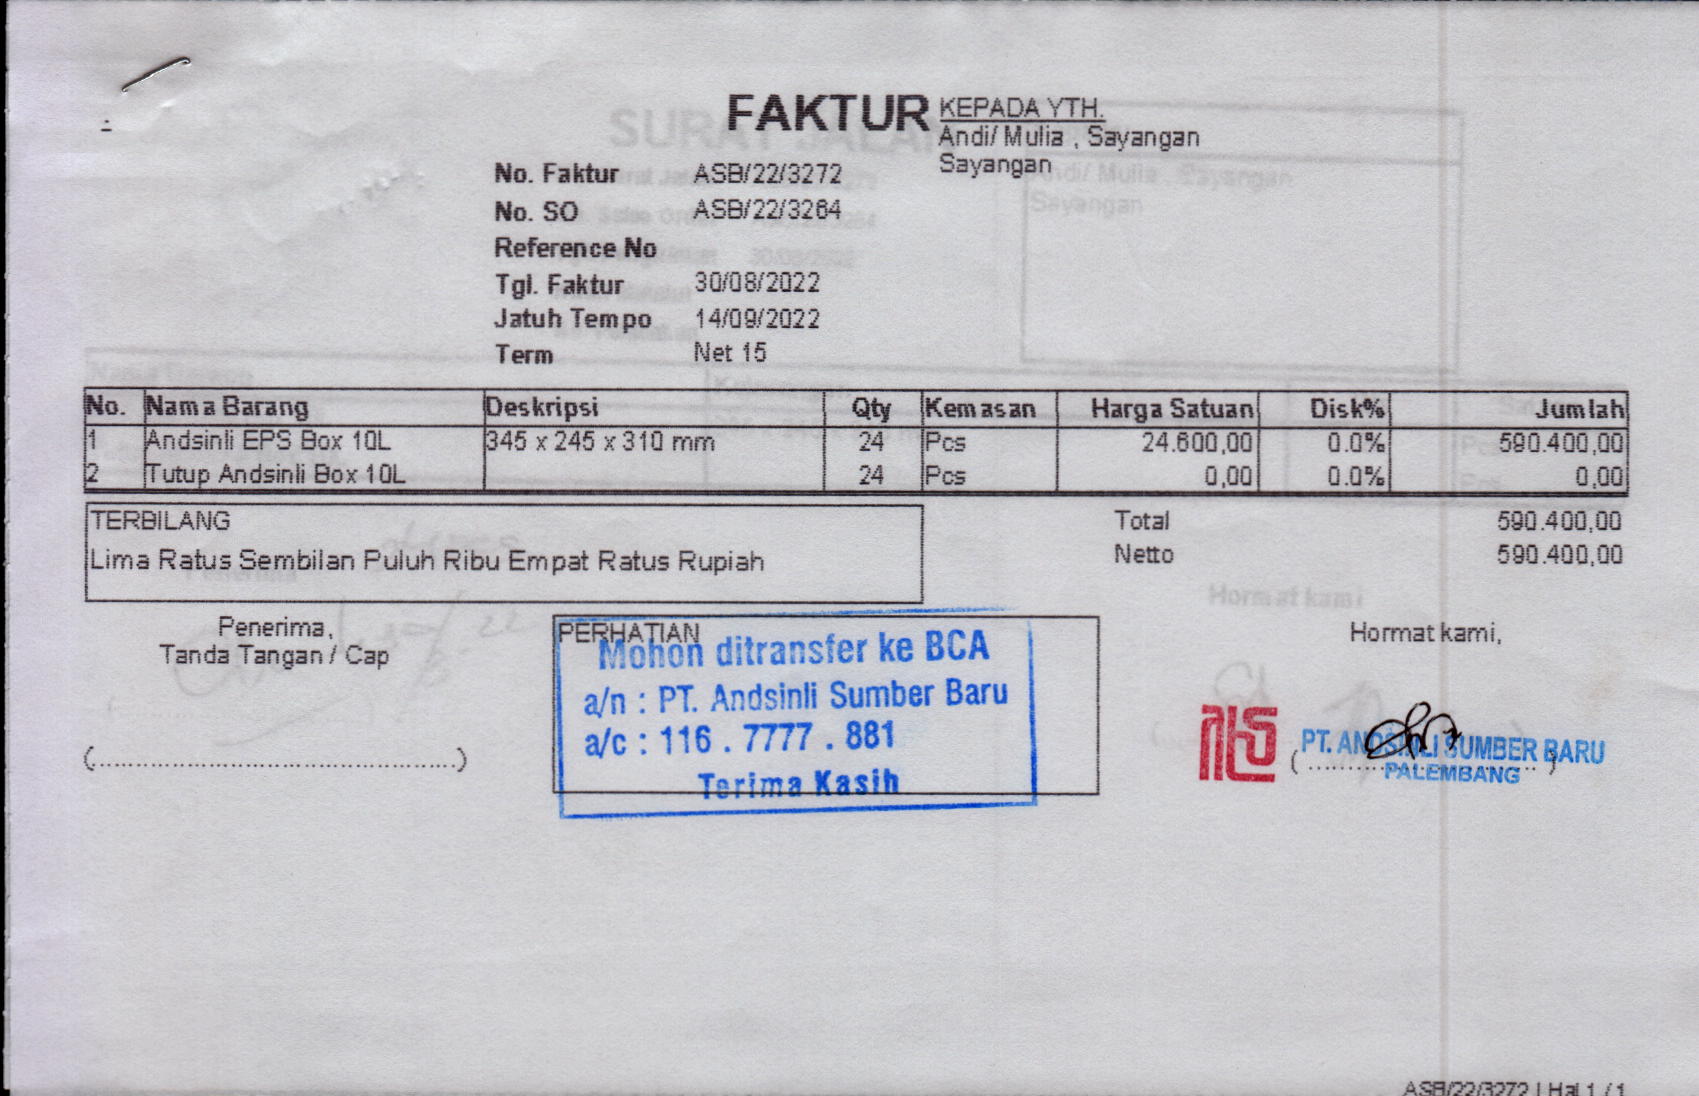 FAKTUR
KEPADA YTH.
Andi/ Mulia , Sayangan
Sayangan
No. Faktur ASB/22/3272
No. SO ASB/22/3264
Reference No
Tgl. Faktur 30/08/2022
Jatuh Tempo 14/09/2022
Term Net 15
No. Nama Barang Deskripsi Qty Kemasan Harga Satuan Disk% Jumlah
1 Andsinli EPS Box 10L 345 x 245 x 310 mm 24 Pcs 24.600,00 0.0% 590.400,00
2 Tutup Andsinli Box 10L 24 Pcs 0,00 0.0% 0,00
TERBILANG
Lima Ratus Sembilan Puluh Ribu Empat Ratus Rupiah
Total 590.400,00
Netto 590.400,00
Penerima,
Tanda Tangan / Cap
(....................................................)
PERHATIAN
Mohon ditransfer ke BCA
a/n : PT. Andsinli Sumber Baru
a/c : 116 . 7777 . 881
Terima Kasih
Hormat kami,
PT. ANDSINLI SUMBER BARU
PALEMBANG
ASB/22/3272 | Hal 1 / 1